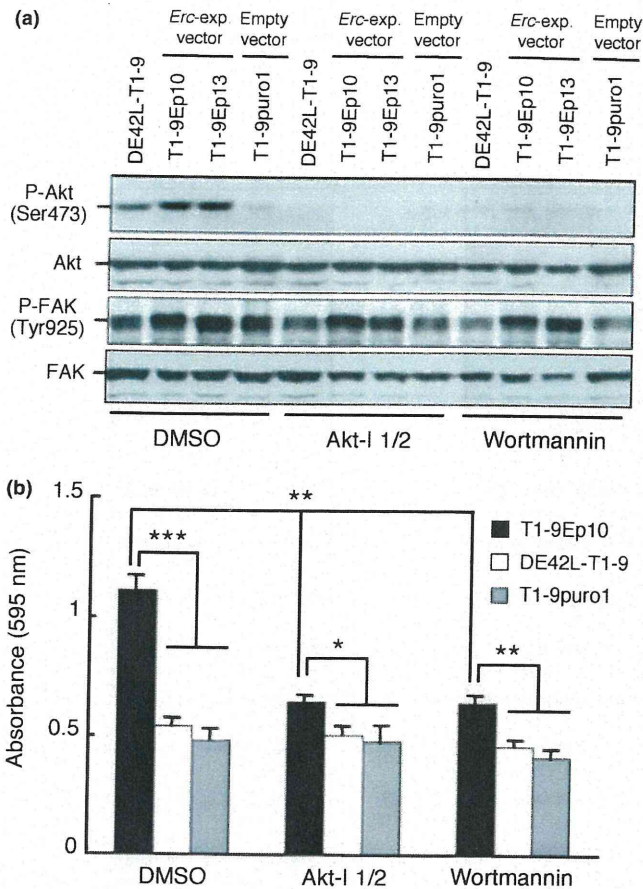 (a)
Erc-exp. Empty Erc-exp. Empty Erc-exp. Empty
vector vector vector vector vector vector
DE42L-T1-9
T1-9Ep10
T1-9Ep13
T1-9puro1
DE42L-T1-9
T1-9Ep10
T1-9Ep13
T1-9puro1
DE42L-T1-9
T1-9Ep10
T1-9Ep13
T1-9puro1
P-Akt
(Ser473)
Akt
P-FAK
(Tyr925)
FAK
DMSO Akt-I 1/2 Wortmannin
(b)
1.5
1
0.5
0
Absorbance (595 nm)
**
***
*
**
T1-9Ep10
DE42L-T1-9
T1-9puro1
DMSO Akt-I 1/2 Wortmannin